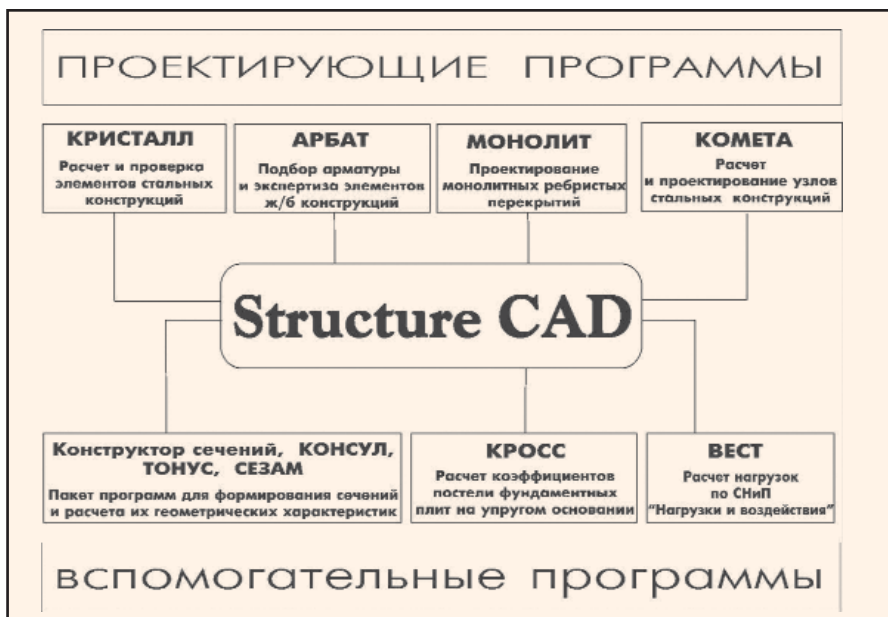 ПРОЕКТИРУЮЩИЕ ПРОГРАММЫ
КРИСТАЛЛ
Расчет и проверка
элементов стальных
конструкций
АРБАТ
Подбор арматуры
и экспертиза элементов
ж/б конструкций
МОНОЛИТ
Проектирование
монолитных ребристых
перекрытий
КОМЕТА
Расчет
и проектирование узлов
стальных конструкций
Structure CAD
Конструктор сечений, КОНСУЛ,
ТОНУС, СЕЗАМ
Пакет программ для формирования сечений
и расчета их геометрических характеристик
КРОСС
Расчет коэффициентов
постели фундаментных
плит на упругом основании
ВЕСТ
Расчет нагрузок
по СНиП
"Нагрузки и воздействия"
вспомогательные программы